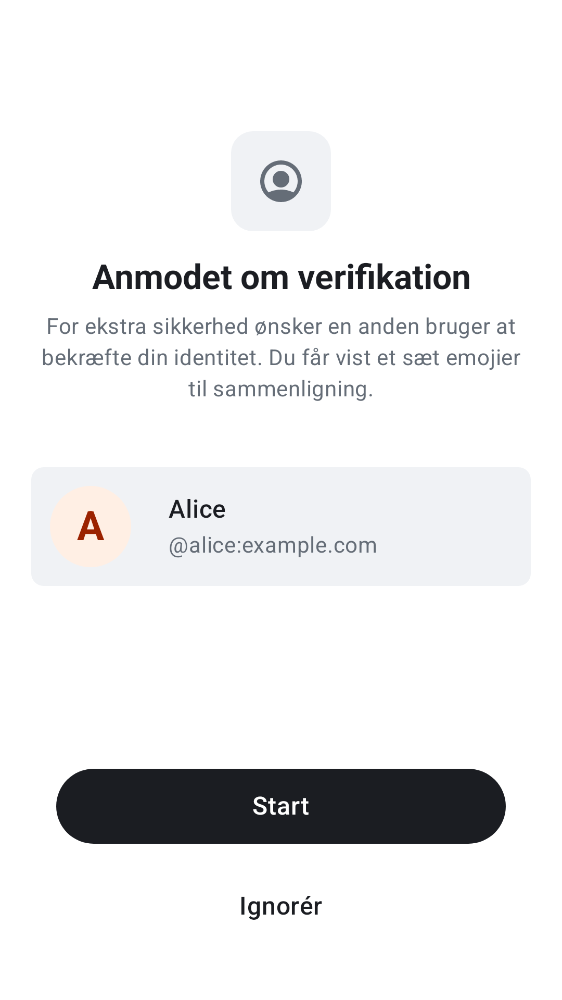 Anmodet om verifikation
For ekstra sikkerhed ønsker en anden bruger at
bekræfte din identitet. Du får vist et sæt emojier
til sammenligning.
A
Alice
@alice:example.com
Start
Ignorér